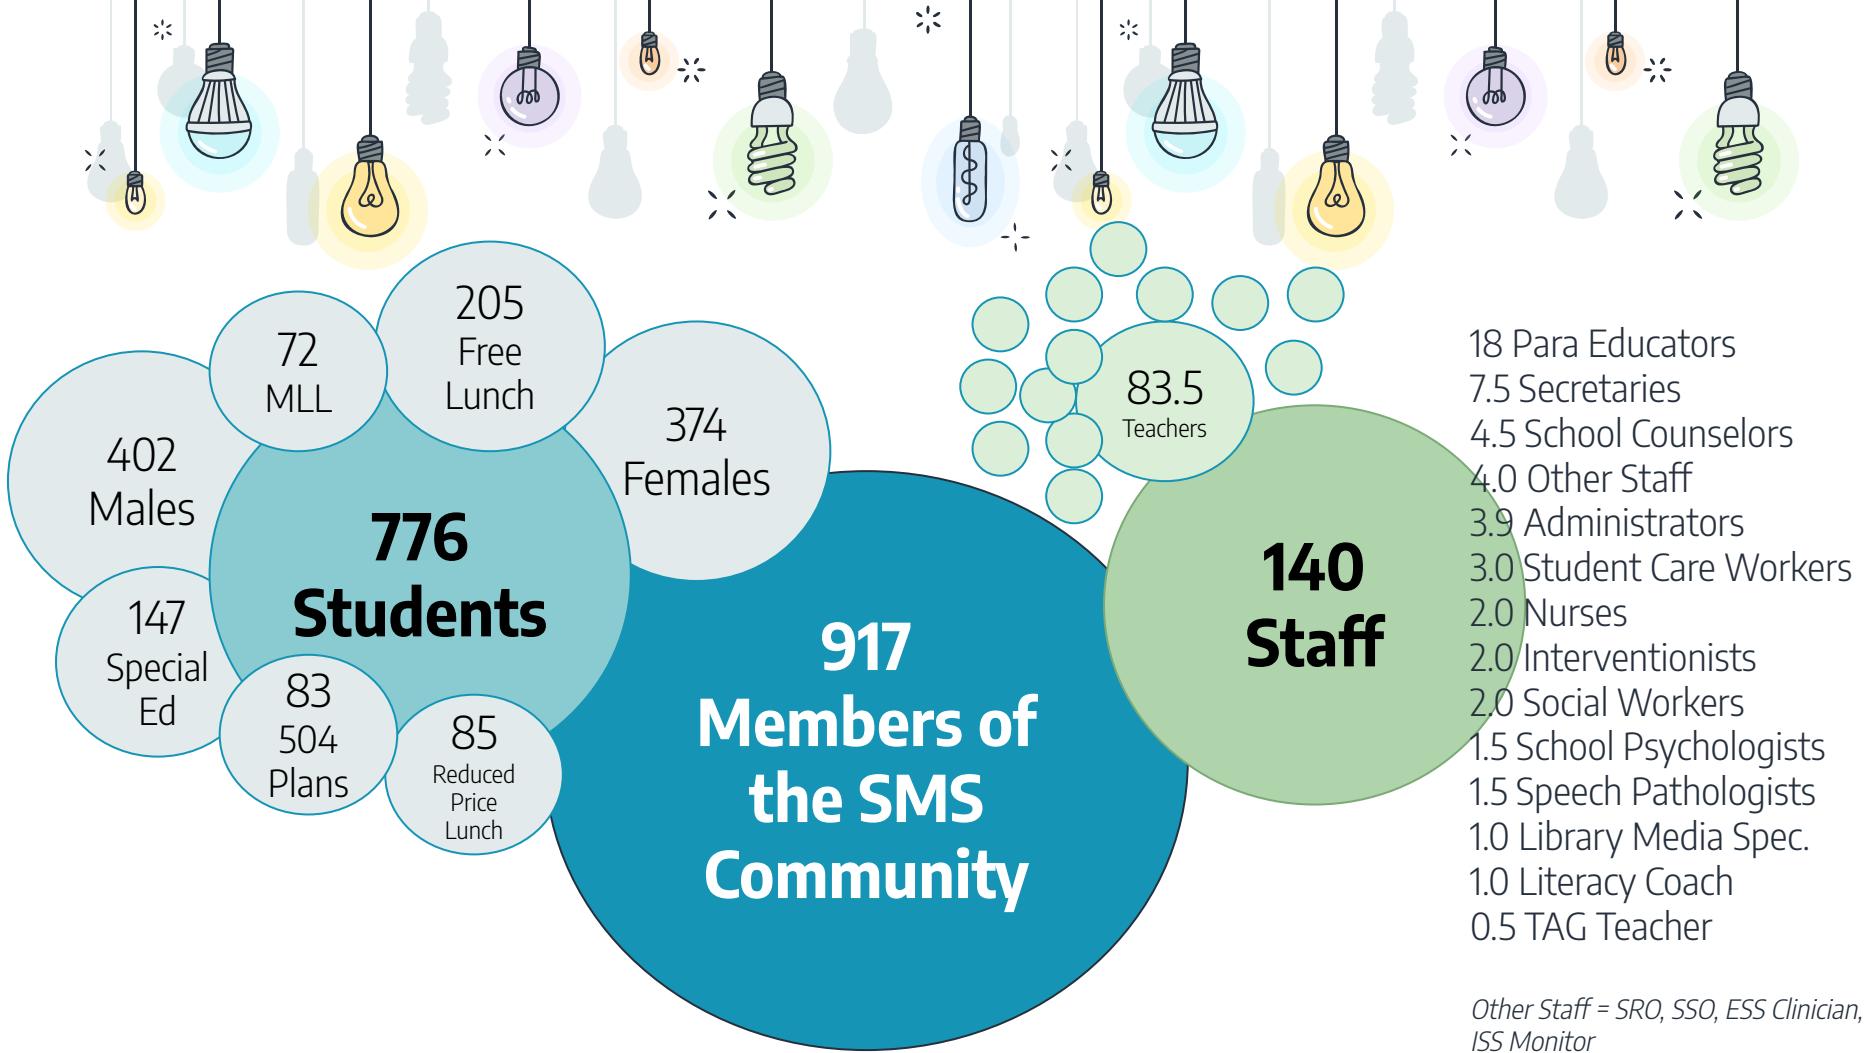 205
Free
Lunch
72
MLL
402
Males
374
Females
776
Students
147
Special
Ed
83
504
Plans
85
Reduced
Price
Lunch
917
Members of
the SMS
Community
83.5
Teachers
140
Staff
18 Para Educators
7.5 Secretaries
4.5 School Counselors
4.0 Other Staff
3.9 Administrators
3.0 Student Care Workers
2.0 Nurses
2.0 Interventionists
2.0 Social Workers
1.5 School Psychologists
1.5 Speech Pathologists
1.0 Library Media Spec.
1.0 Literacy Coach
0.5 TAG Teacher
Other Staff = SRO, SSO, ESS Clinician,
ISS Monitor